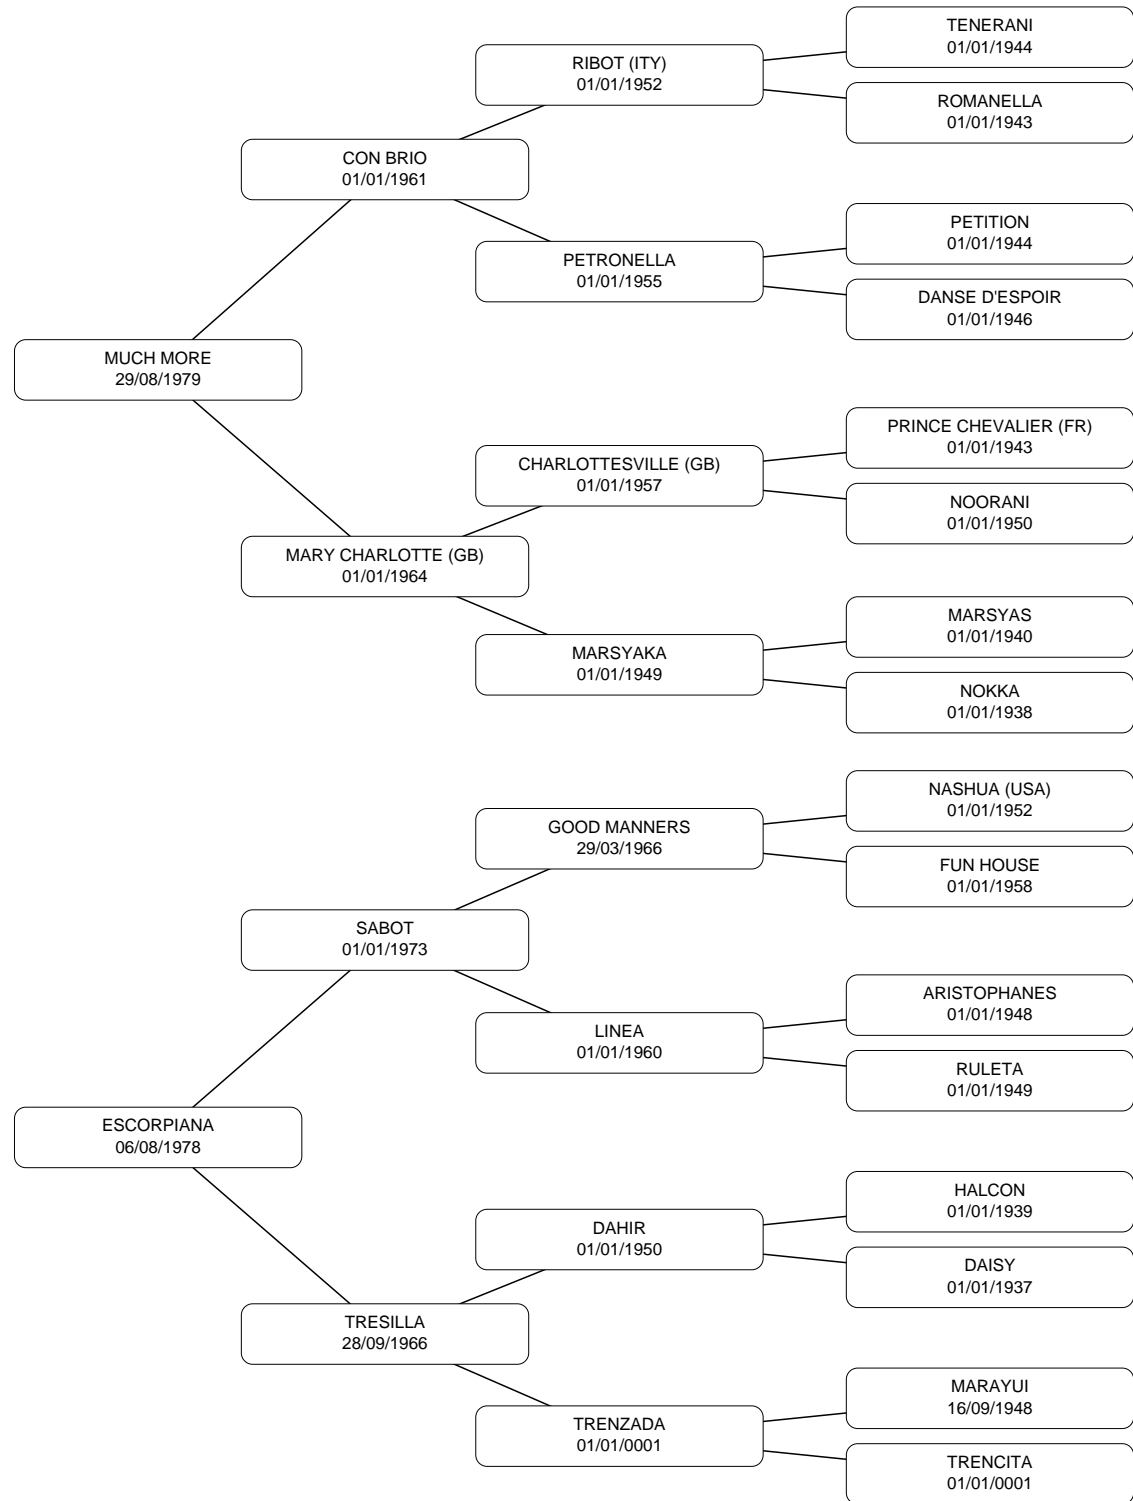 TENERANI
01/01/1944
RIBOT (ITY)
01/01/1952
ROMANELLA
01/01/1943
CON BRIO
01/01/1961
PETITION
01/01/1944
PETRONELLA
01/01/1955
DANSE D'ESPOIR
01/01/1946
MUCH MORE
29/08/1979
PRINCE CHEVALIER (FR)
01/01/1943
CHARLOTTESVILLE (GB)
01/01/1957
NOORANI
01/01/1950
MARY CHARLOTTE (GB)
01/01/1964
MARSYAS
01/01/1940
MARSYAKA
01/01/1949
NOKKA
01/01/1938
NASHUA (USA)
01/01/1952
GOOD MANNERS
29/03/1966
FUN HOUSE
01/01/1958
SABOT
01/01/1973
ARISTOPHANES
01/01/1948
LINEA
01/01/1960
RULETA
01/01/1949
ESCORPIANA
06/08/1978
HALCON
01/01/1939
DAHIR
01/01/1950
DAISY
01/01/1937
TRESILLA
28/09/1966
MARAYUI
16/09/1948
TRENZADA
01/01/0001
TRENCITA
01/01/0001